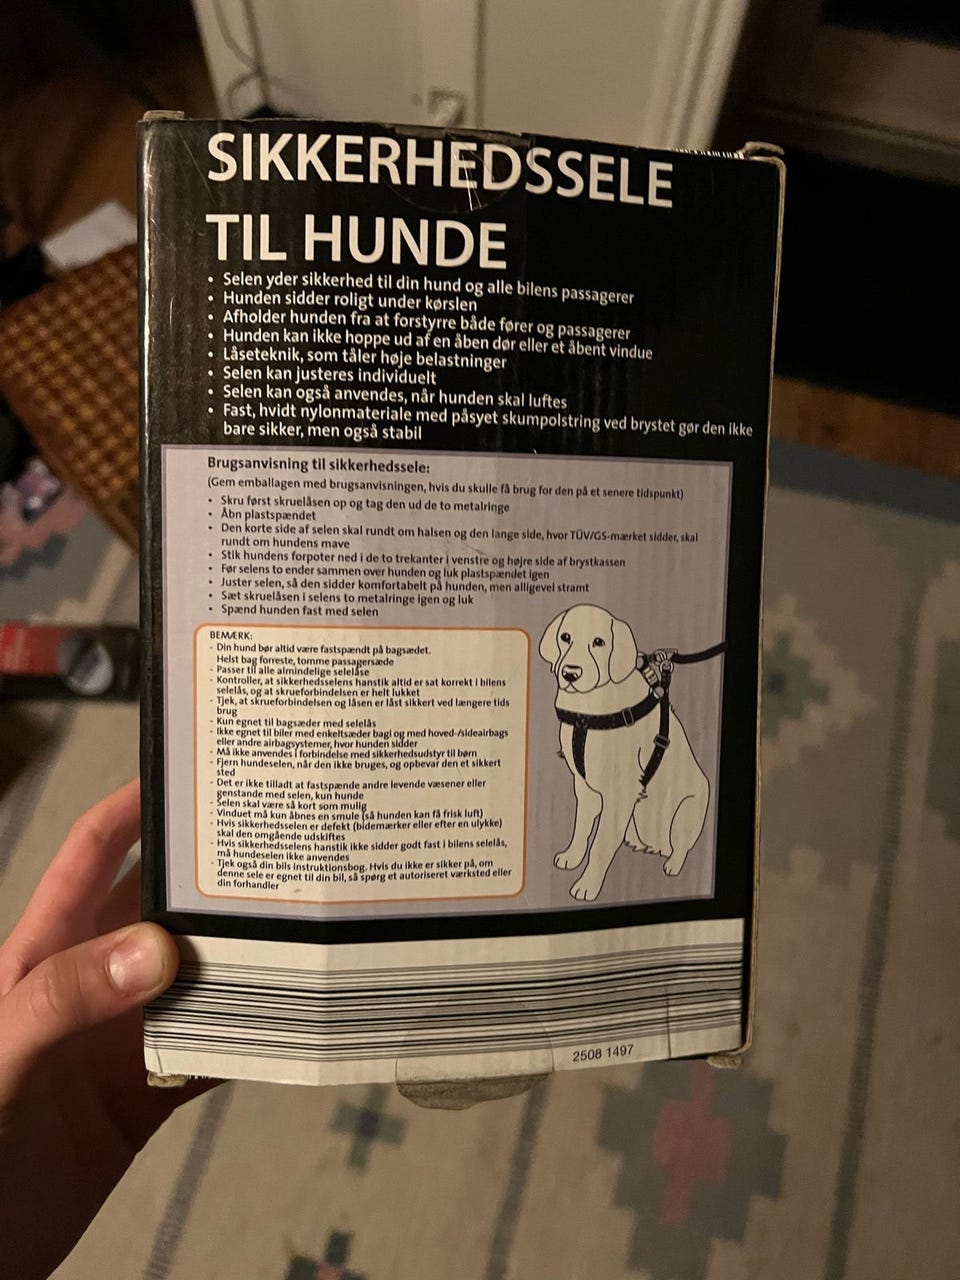 SIKKERHEDSSELE
TIL HUNDE
• Selen yder sikkerhed til din hund og alle bilens passagerer
• Hunden sidder roligt under kørslen
• Afholder hunden fra at forstyrre både fører og passagerer
• Hunden kan ikke hoppe ud af en åben dør eller et åbent vindue
• Låseteknik, som tåler høje belastninger
• Selen kan justeres individuelt
• Selen kan også anvendes, når hunden skal luftes
• Fast, hvidt nylonmateriale med påsyet skumpolstring ved brystet gør den ikke
bare sikker, men også stabil
Brugsanvisning til sikkerhedssele:
(Gem emballagen med brugsanvisningen, hvis du skulle få brug for den på et senere tidspunkt)
• Skru først skruelåsen op og tag den ud de to metalringe
• Åbn plastspændet
• Den korte side af selen skal rundt om halsen og den lange side, hvor TÜV/GS-mærket sidder, skal
rundt om hundens mave
• Stik hundens forpoter ned i de to trekanter i venstre og højre side af brystkassen
• Før selens to ender sammen over hunden og luk plastspændet igen
• Juster selen, så den sidder komfortabelt på hunden, men alligevel stramt
• Sæt skruelåsen i selens to metalringe igen og luk
• Spænd hunden fast med selen
BEMÆRK:
- Din hund bør altid være fastspændt på bagsædet.
Helst bag forreste, tomme passagersæde
- Passer til alle almindelige selelåse
- Kontroller, at sikkerhedsselens hanstik altid er sat korrekt i bilens
selelås, og at skrueforbindelsen er helt lukket
- Tjek, at skrueforbindelsen og låsen er låst sikkert ved længere tids
brug
- Kun egnet til bagsæder med selelås
- Ikke egnet til biler med enkeltsæder bagi og med hoved-/sideairbags
eller andre airbagsystemer, hvor hunden sidder
- Må ikke anvendes i forbindelse med sikkerhedsudstyr til børn
- Fjern hundeselen, når den ikke bruges, og opbevar den et sikkert
sted
- Det er ikke tilladt at fastspænde andre levende væsener eller
genstande med selen, kun hunde
- Selen skal være så kort som mulig
- Vinduet må kun åbnes en smule (så hunden kan få frisk luft)
- Hvis sikkerhedsselen er defekt (bidemærker eller efter en ulykke)
skal den omgående udskiftes
- Hvis sikkerhedsselens hanstik ikke sidder godt fast i bilens selelås,
må hundeselen ikke anvendes
- Tjek også din bils instruktionsbog. Hvis du ikke er sikker på, om
denne sele er egnet til din bil, så spørg et autoriseret værksted eller
din forhandler
2508 1497